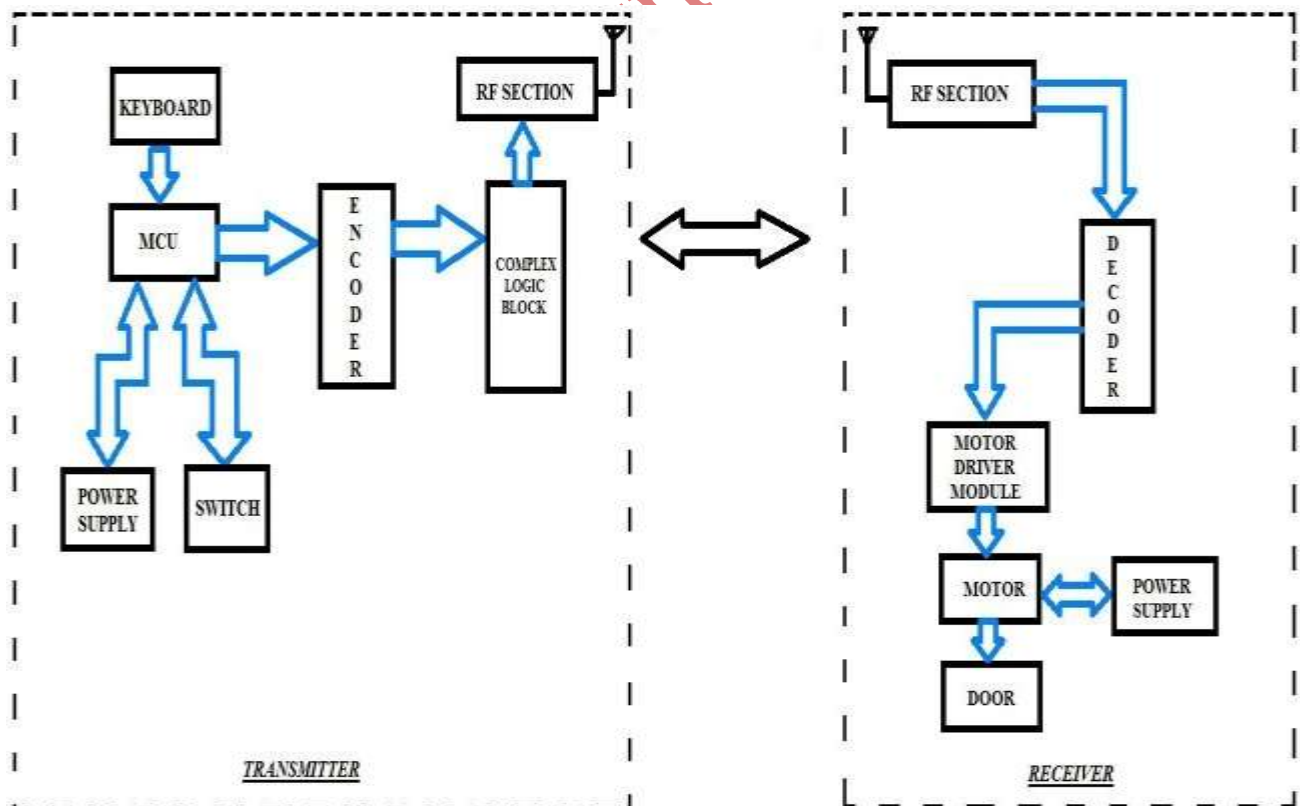 KEYBOARD
RF SECTION
MCU
E
N
C
O
D
E
R
COMPLEX
LOGIC
BLOCK
POWER
SUPPLY
SWITCH
TRANSMITTER
RF SECTION
D
E
C
O
D
E
R
MOTOR
DRIVER
MODULE
MOTOR
POWER
SUPPLY
DOOR
RECEIVER